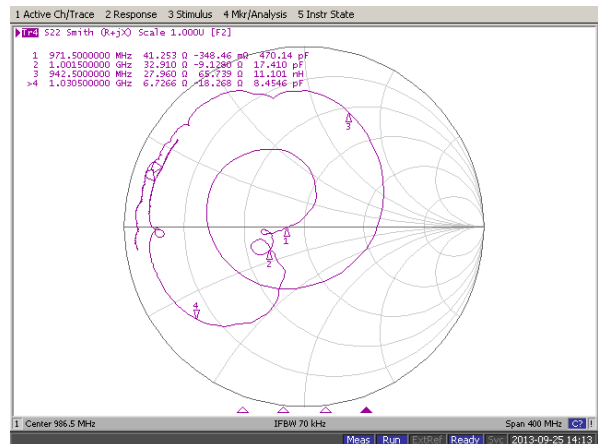 1 Active Ch/Trace 2 Response 3 Stimulus 4 Mkr/Analysis 5 Instr State
Tr4 S22 Smith (R+jX) Scale 1.000U [F2]
1 971.5000000 MHz 41.253 Ω -348.46 mΩ 470.14 pF
2 1.001500000 GHz 32.910 Ω -9.1280 Ω 17.410 pF
3 942.5000000 MHz 27.960 Ω 65.739 Ω 11.101 nH
>4 1.030500000 GHz 6.7266 Ω -18.268 Ω 8.4546 pF
3
1
2
4
1 Center 986.5 MHz IFBW 70 kHz Span 400 MHz C? !
Meas Run ExtRef Ready Svc 2013-09-25 14:13